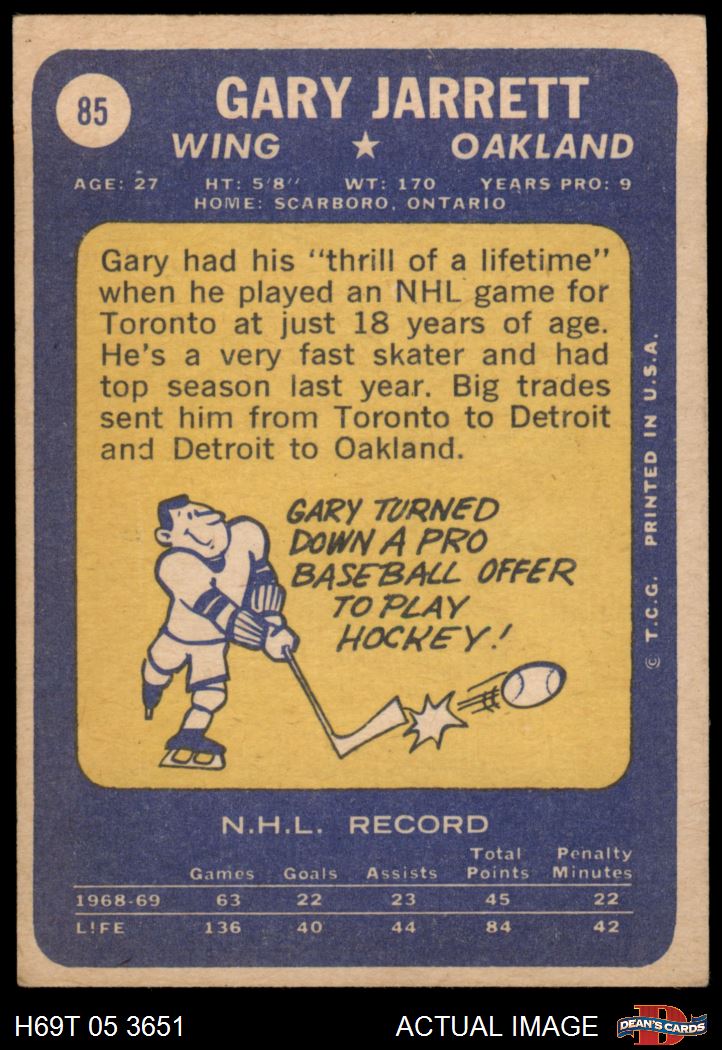 85
GARY JARRETT
WING ★ OAKLAND
AGE: 27 HT: 5'8" WT: 170 YEARS PRO: 9
HOME: SCARBORO, ONTARIO
Gary had his "thrill of a lifetime"
when he played an NHL game for
Toronto at just 18 years of age.
He's a very fast skater and had
top season last year. Big trades
sent him from Toronto to Detroit
and Detroit to Oakland.
GARY TURNED
DOWN A PRO
BASEBALL OFFER
TO PLAY
HOCKEY!
© T.C.G. PRINTED IN U.S.A.
N.H.L. RECORD
Games Goals Assists Total Points Penalty Minutes
1968-69 63 22 23 45 22
LIFE 136 40 44 84 42
H69T 05 3651
ACTUAL IMAGE
D
DEAN'S CARDS